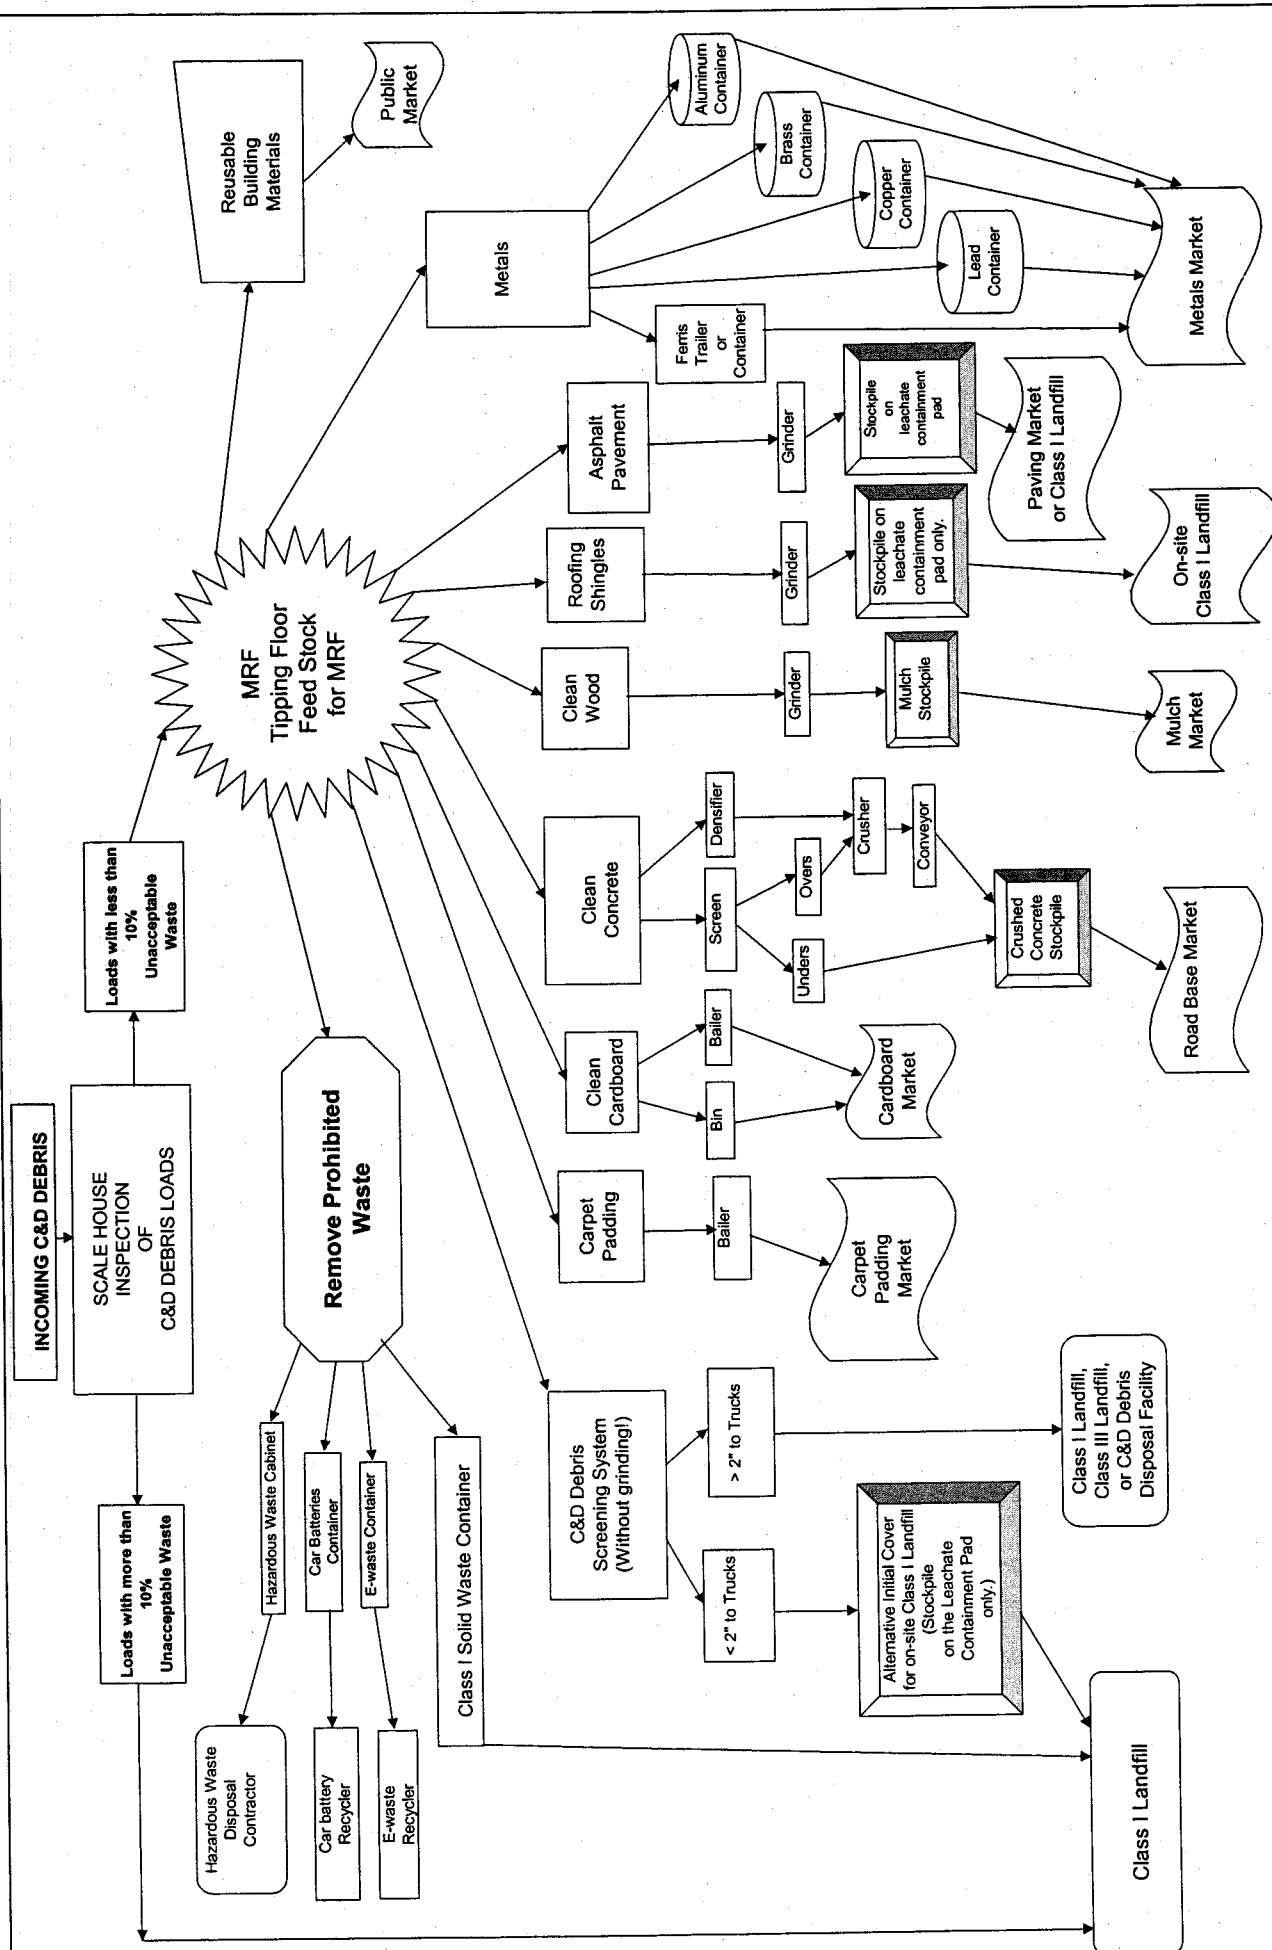 INCOMING C&D DEBRIS
SCALE HOUSE
INSPECTION
OF
C&D DEBRIS LOADS
Loads with more than
10%
Unacceptable Waste
Loads with less than
10%
Unacceptable
Waste
MRF
Tipping Floor
Feed Stock
for MRF
Reusable
Building
Materials
Public
Market
Remove Prohibited
Waste
Hazardous Waste Cabinet
Car Batteries
Container
E-waste Container
Class I Solid Waste Container
Hazardous Waste
Disposal
Contractor
Car battery
Recycler
E-waste
Recycler
C&D Debris
Screening System
(Without grinding!)
< 2" to Trucks
> 2" to Trucks
Alternative Initial Cover
for on-site Class I Landfill
(Stockpile
on the Leachate
Containment Pad
only.)
Class I Landfill
Class I Landfill,
Class III Landfill,
or C&D Debris
Disposal Facility
Carpet
Padding
Bailer
Carpet
Padding
Market
Clean
Cardboard
Bin
Bailer
Cardboard
Market
Clean
Concrete
Screen
Densifier
Unders
Overs
Crusher
Conveyor
Crushed
Concrete
Stockpile
Road Base Market
Clean
Wood
Grinder
Mulch
Stockpile
Mulch
Market
Roofing
Shingles
Grinder
Stockpile on
leachate
containment
pad only.
On-site
Class I Landfill
Asphalt
Pavement
Grinder
Stockpile
on
leachate
containment
pad
Paving Market
or Class I Landfill
Metals
Ferris
Trailer
or
Container
Lead
Container
Copper
Container
Brass
Container
Aluminum
Container
Metals Market